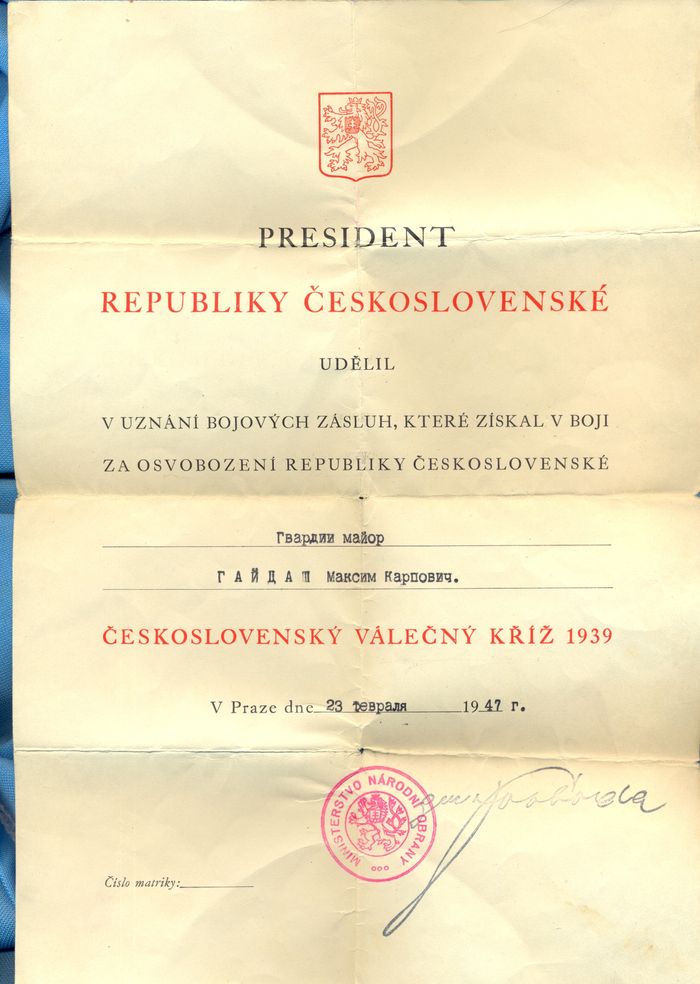 PRESIDENT
REPUBLIKY ČESKOSLOVENSKÉ
UDĚLIL
V UZNÁNÍ BOJOVÝCH ZÁSLUH, KTERÉ ZÍSKAL V BOJI
ZA OSVOBOZENÍ REPUBLIKY ČESKOSLOVENSKÉ
Гвардии майор
ГАЙДАШ Максим Карпович.
ČESKOSLOVENSKÝ VÁLEČNÝ KŘÍŽ 1939
V Praze dne 23 февраля 1947 г.
MINISTERSTVO NÁRODNÍ OBRANY
Svoboda
Číslo matriky: